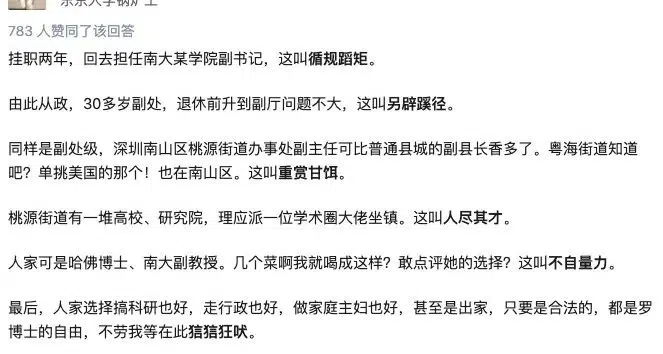 783 人赞同了该回答
挂职两年，回去担任南大某学院副书记，这叫循规蹈矩。
由此从政，30多岁副处，退休前升到副厅问题不大，这叫另辟蹊径。
同样是副处级，深圳南山区桃源街道办事处副主任可比普通县城的副县长香多了。粤海街道知道
吧？单挑美国的那个！也在南山区。这叫重赏甘饵。
桃源街道有一堆高校、研究院，理应派一位学术圈大佬坐镇。这叫人尽其才。
人家可是哈佛博士、南大副教授。几个菜啊我就喝成这样？敢点评她的选择？这叫不自量力。
最后，人家选择搞科研也好，走行政也好，做家庭主妇也好，甚至是出家，只要是合法的，都是罗
博士的自由，不劳我等在此狺狺狂吠。